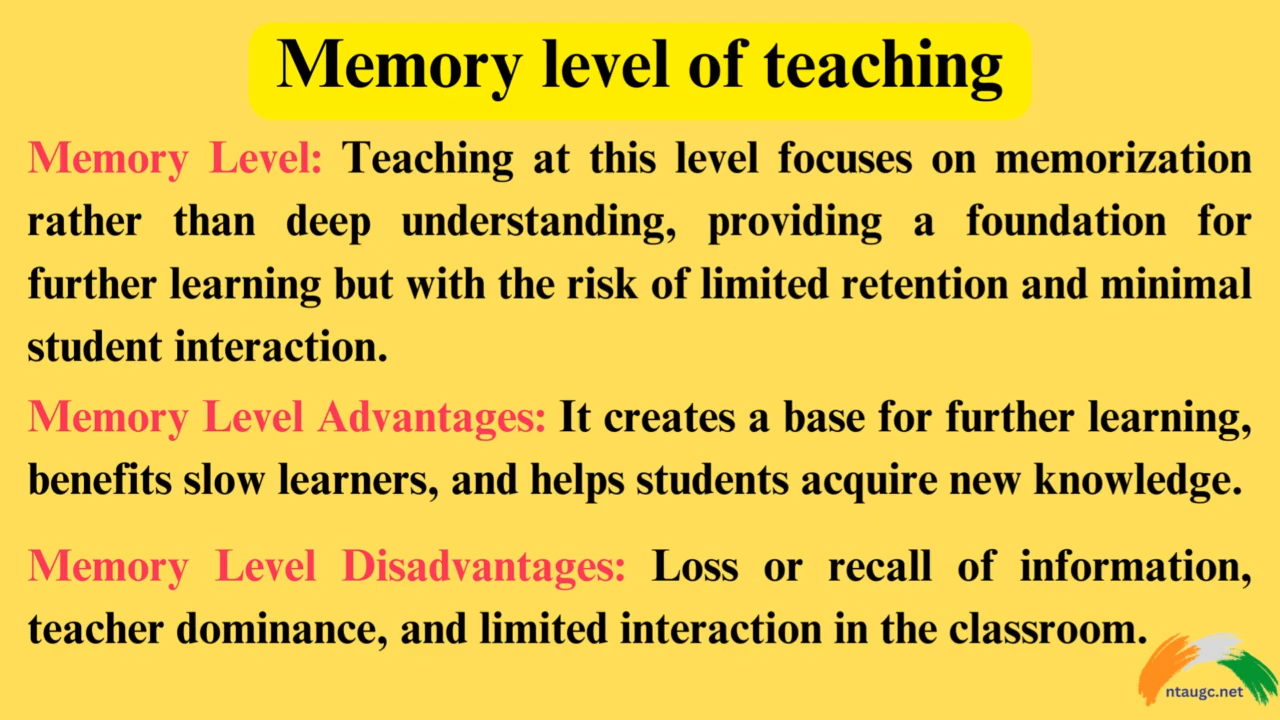 Memory level of teaching
Memory Level: Teaching at this level focuses on memorization
rather than deep understanding, providing a foundation for
further learning but with the risk of limited retention and minimal
student interaction.
Memory Level Advantages: It creates a base for further learning,
benefits slow learners, and helps students acquire new knowledge.
Memory Level Disadvantages: Loss or recall of information,
teacher dominance, and limited interaction in the classroom.
ntaugc.net